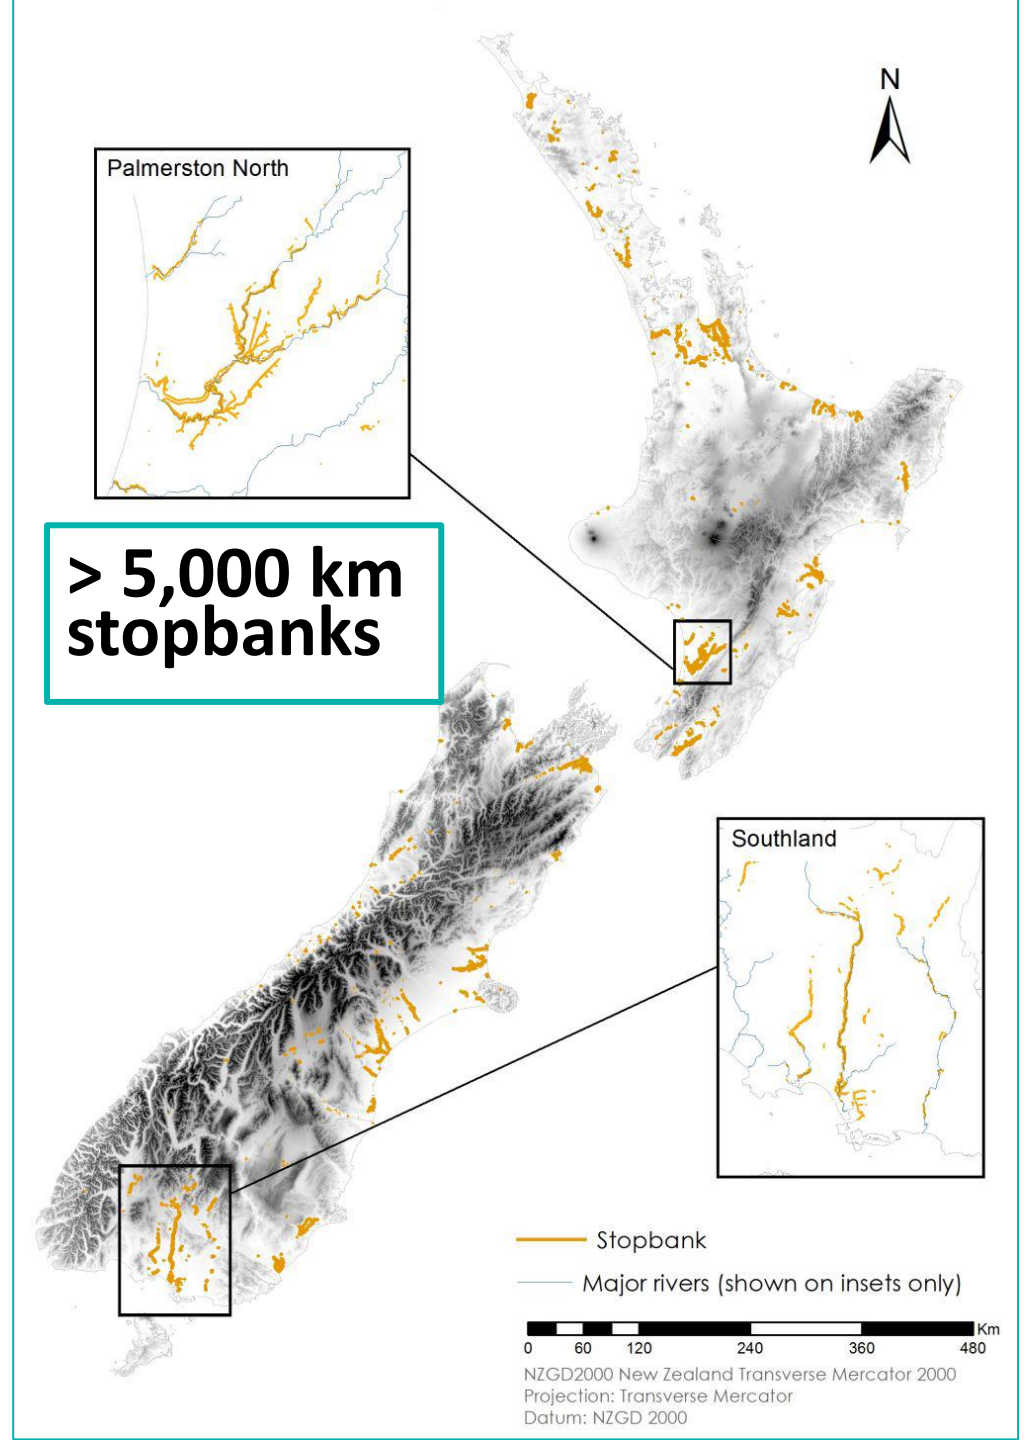 N
Palmerston North
> 5,000 km
stopbanks
Southland
Stopbank
Major rivers (shown on insets only)
Km
0 60 120 240 360 480
NZGD2000 New Zealand Transverse Mercator 2000
Projection: Transverse Mercator
Datum: NZGD 2000